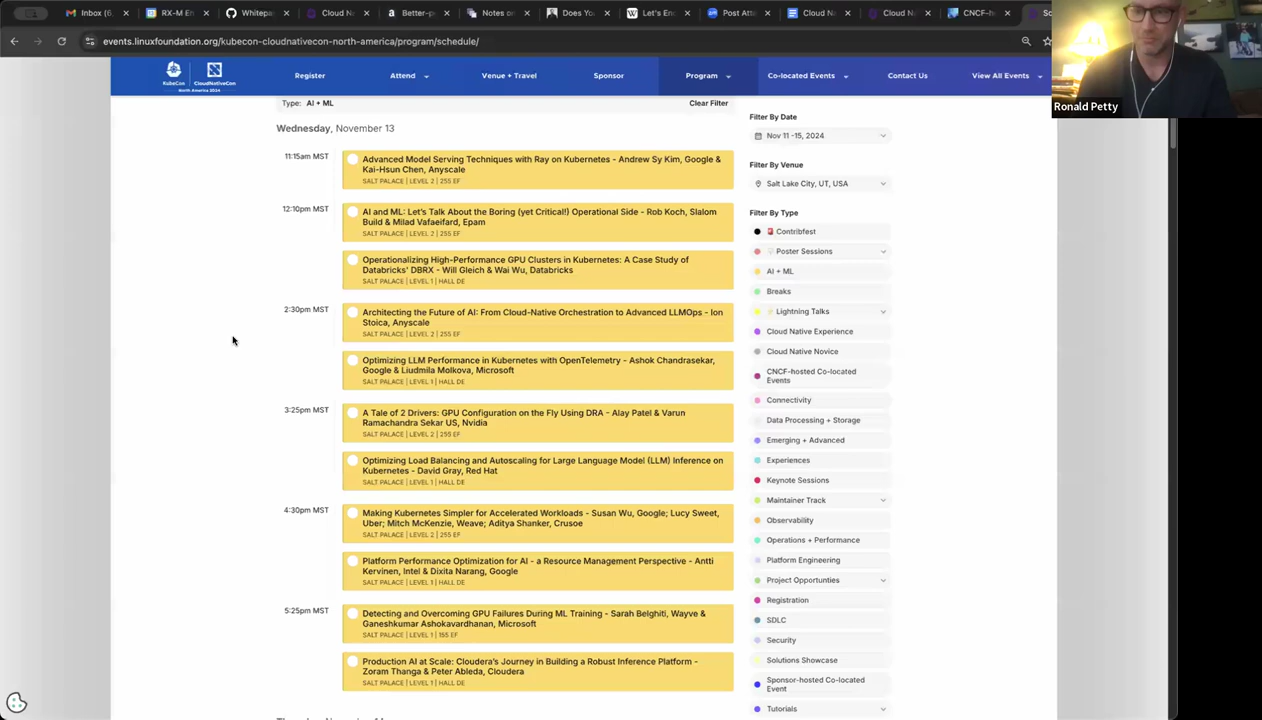 Inbox (6
RX-M E
Whitepa
Cloud N
Better-p
Notes on
Does Yo
Let's En
Post Att
Cloud N
Cloud N
CNCF-h
Sc
events.linuxfoundation.org/kubecon-cloudnativecon-north-america/program/schedule/
KubeCon CloudNativeCon
North America 2024
Register
Attend
Venue + Travel
Sponsor
Program
Co-located Events
Contact Us
View All Events
Ronald Petty
Type: AI + ML
Clear Filter
Wednesday, November 13
11:15am MST
Advanced Model Serving Techniques with Ray on Kubernetes - Andrew Sy Kim, Google &
Kai-Hsun Chen, Anyscale
SALT PALACE | LEVEL 2 | 255 EF
12:10pm MST
AI and ML: Let's Talk About the Boring (yet Critical!) Operational Side - Rob Koch, Slalom
Build & Milad Vafaeifard, Epam
SALT PALACE | LEVEL 2 | 255 EF
Operationalizing High-Performance GPU Clusters in Kubernetes: A Case Study of
Databricks' DBRX - Will Gleich & Wai Wu, Databricks
SALT PALACE | LEVEL 1 | HALL DE
2:30pm MST
Architecting the Future of AI: From Cloud-Native Orchestration to Advanced LLMOps - Ion
Stoica, Anyscale
SALT PALACE | LEVEL 2 | 255 EF
Optimizing LLM Performance in Kubernetes with OpenTelemetry - Ashok Chandrasekar,
Google & Liudmila Molkova, Microsoft
SALT PALACE | LEVEL 1 | HALL DE
3:25pm MST
A Tale of 2 Drivers: GPU Configuration on the Fly Using DRA - Alay Patel & Varun
Ramachandra Sekar US, Nvidia
SALT PALACE | LEVEL 2 | 255 EF
Optimizing Load Balancing and Autoscaling for Large Language Model (LLM) Inference on
Kubernetes - David Gray, Red Hat
SALT PALACE | LEVEL 1 | HALL DE
4:30pm MST
Making Kubernetes Simpler for Accelerated Workloads - Susan Wu, Google; Lucy Sweet,
Uber; Mitch McKenzie, Weave; Aditya Shanker, Crusoe
SALT PALACE | LEVEL 2 | 255 EF
Platform Performance Optimization for AI - a Resource Management Perspective - Antti
Kervinen, Intel & Dixita Narang, Google
SALT PALACE | LEVEL 1 | HALL DE
5:25pm MST
Detecting and Overcoming GPU Failures During ML Training - Sarah Belghiti, Wayve &
Ganeshkumar Ashokavardhanan, Microsoft
SALT PALACE | LEVEL 1 | 155 EF
Production AI at Scale: Cloudera's Journey in Building a Robust Inference Platform -
Zoram Thanga & Peter Ableda, Cloudera
SALT PALACE | LEVEL 1 | HALL DE
Filter By Date
Nov 11 -15, 2024
Filter By Venue
Salt Lake City, UT, USA
Filter By Type
Contribfest
Poster Sessions
AI + ML
Breaks
Lightning Talks
Cloud Native Experience
Cloud Native Novice
CNCF-hosted Co-located
Events
Connectivity
Data Processing + Storage
Emerging + Advanced
Experiences
Keynote Sessions
Maintainer Track
Observability
Operations + Performance
Platform Engineering
Project Opportunties
Registration
SDLC
Security
Solutions Showcase
Sponsor-hosted Co-located
Event
Tutorials